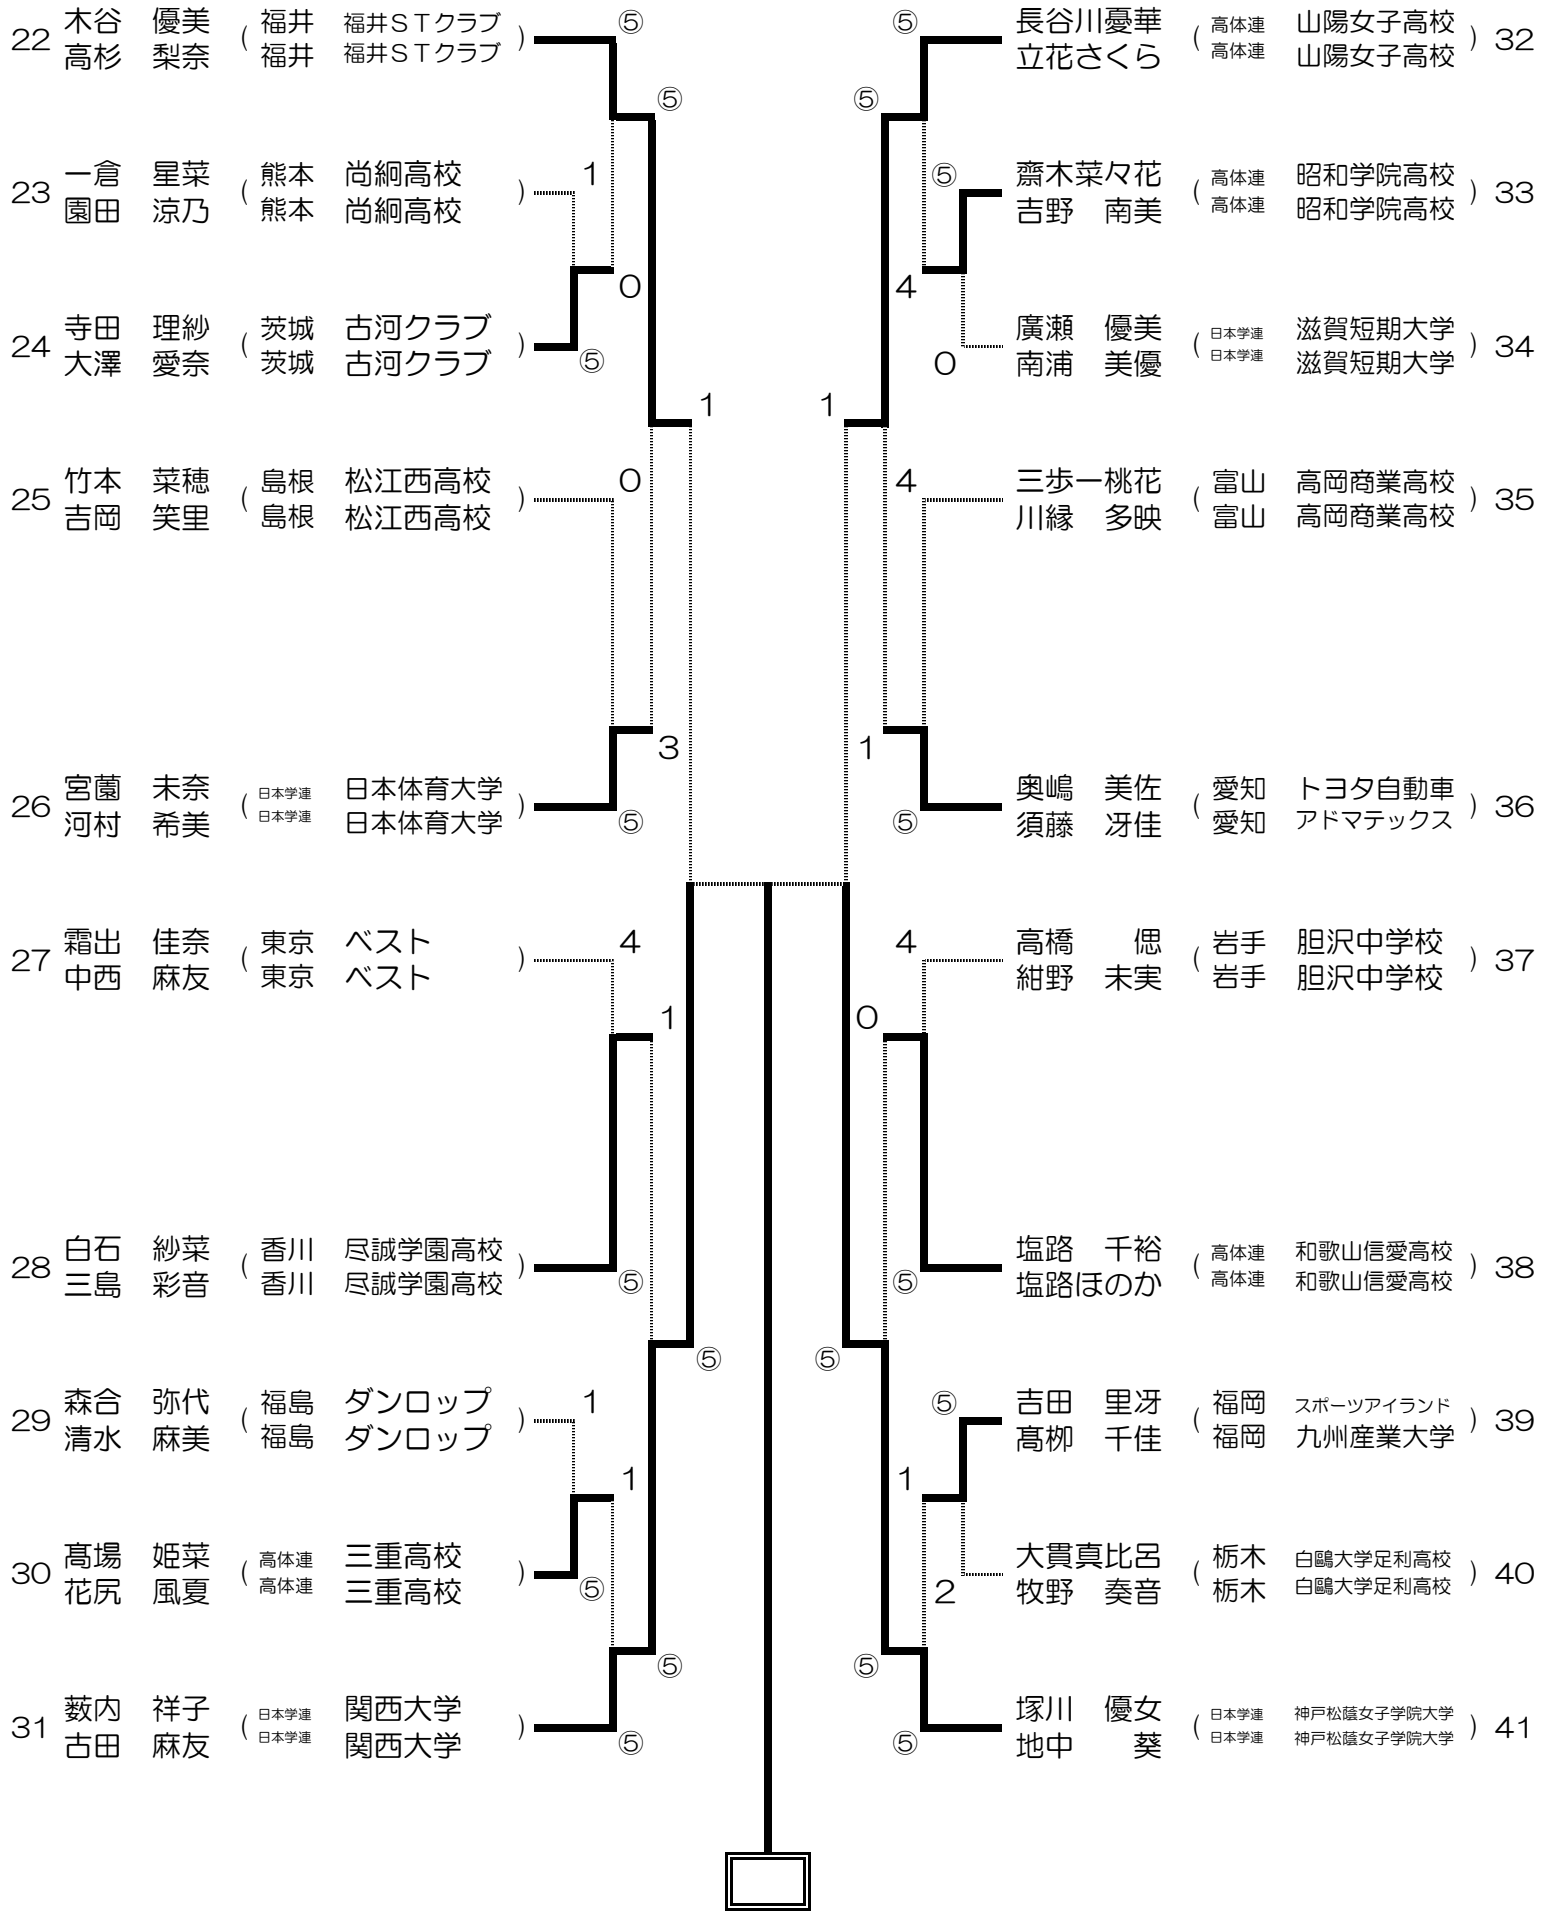 22 木谷 優美 ( 福井 福井ＳＴクラブ )
高杉 梨奈 福井 福井ＳＴクラブ
⑤
⑤
23 一倉 星菜 ( 熊本 尚絅高校 )
園田 涼乃 熊本 尚絅高校
1
0
24 寺田 理紗 ( 茨城 古河クラブ )
大澤 愛奈 茨城 古河クラブ
⑤
1
25 竹本 菜穂 ( 島根 松江西高校 )
吉岡 笑里 島根 松江西高校
0
3
26 宮薗 未奈 ( 日本学連 日本体育大学 )
河村 希美 日本学連 日本体育大学
⑤
27 霜出 佳奈 ( 東京 ベスト )
中西 麻友 東京 ベスト
4
1
28 白石 紗菜 ( 香川 尽誠学園高校 )
三島 彩音 香川 尽誠学園高校
⑤
⑤
29 森合 弥代 ( 福島 ダンロップ )
清水 麻美 福島 ダンロップ
1
1
30 髙場 姫菜 ( 高体連 三重高校 )
花尻 風夏 高体連 三重高校
⑤
⑤
31 薮内 祥子 ( 日本学連 関西大学 )
古田 麻友 日本学連 関西大学
⑤
⑤
長谷川憂華 ( 高体連 山陽女子高校 ) 32
立花さくら 高体連 山陽女子高校
⑤
⑤
齋木菜々花 ( 高体連 昭和学院高校 ) 33
吉野 南美 高体連 昭和学院高校
4
廣瀬 優美 ( 日本学連 滋賀短期大学 ) 34
南浦 美優 日本学連 滋賀短期大学
0
1
4
三歩一桃花 ( 富山 高岡商業高校 ) 35
川縁 多映 富山 高岡商業高校
1
奥嶋 美佐 ( 愛知 トヨタ自動車 ) 36
須藤 冴佳 愛知 アドマテックス
⑤
4
高橋 偲 ( 岩手 胆沢中学校 ) 37
紺野 未実 岩手 胆沢中学校
0
塩路 千裕 ( 高体連 和歌山信愛高校 ) 38
塩路ほのか 高体連 和歌山信愛高校
⑤
⑤
⑤
吉田 里冴 ( 福岡 スポーツアイランド ) 39
髙栁 千佳 福岡 九州産業大学
1
大貫真比呂 ( 栃木 白鷗大学足利高校 ) 40
牧野 奏音 栃木 白鷗大学足利高校
2
⑤
塚川 優女 ( 日本学連 神戸松蔭女子学院大学 ) 41
地中 葵 日本学連 神戸松蔭女子学院大学
⑤